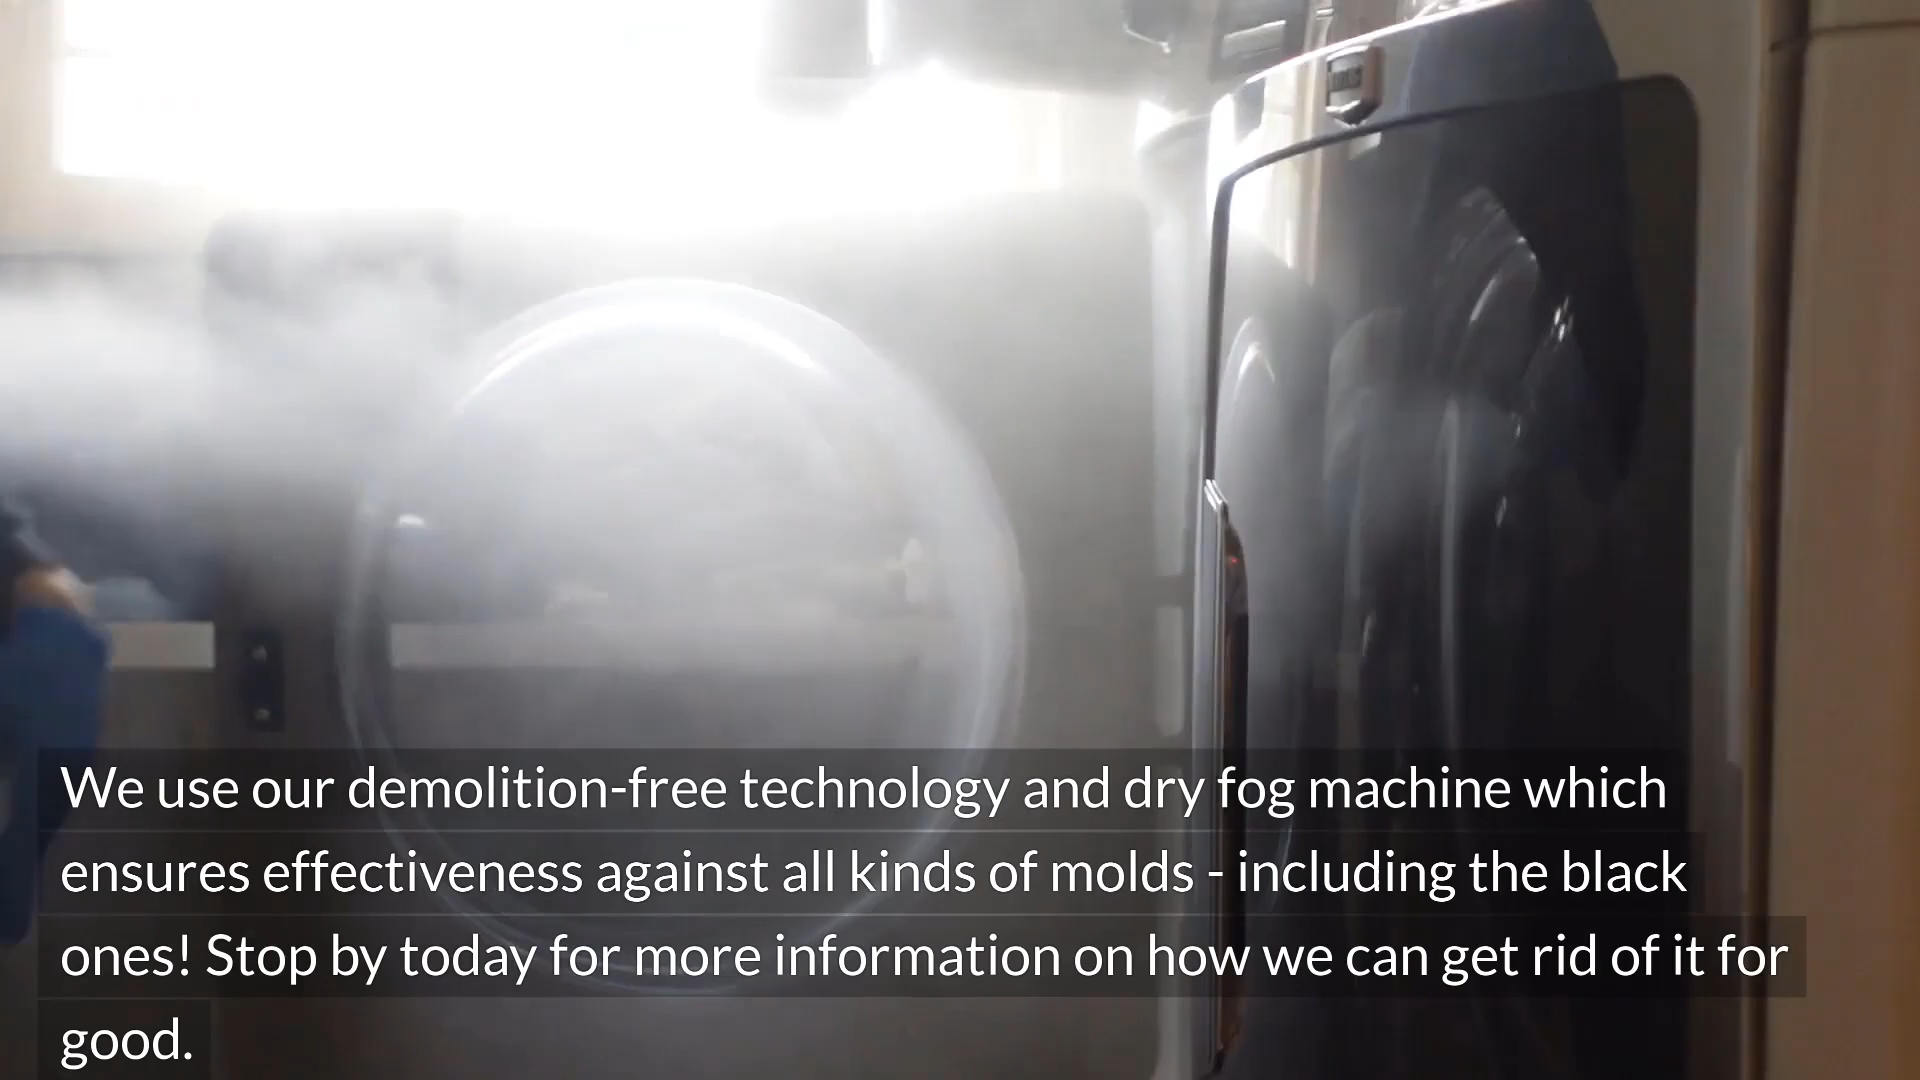 We use our demolition-free technology and dry fog machine which
ensures effectiveness against all kinds of molds - including the black
ones! Stop by today for more information on how we can get rid of it for
good.